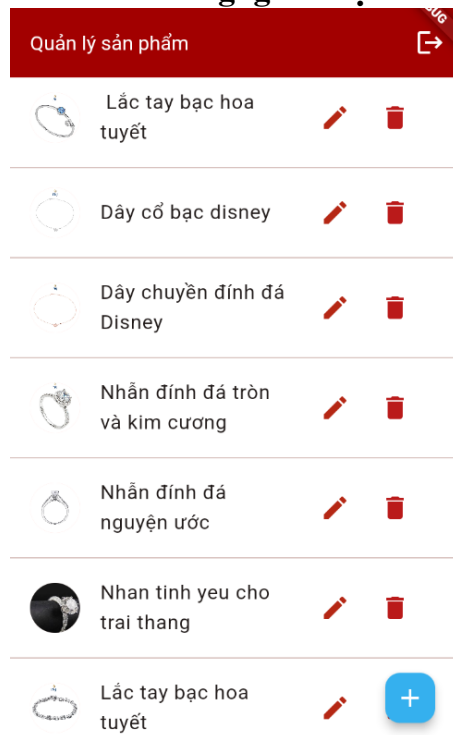 Quản lý sản phẩm
Lắc tay bạc hoa
tuyết
Dây cổ bạc disney
Dây chuyền đính đá
Disney
Nhẫn đính đá tròn
và kim cương
Nhẫn đính đá
nguyện ước
Nhan tinh yeu cho
trai thang
Lắc tay bạc hoa
tuyết